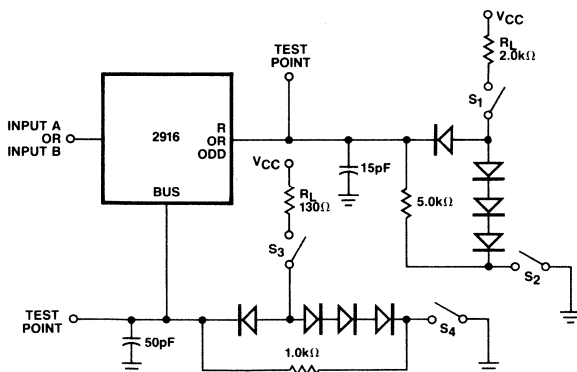 VCC
RL
2.0kΩ
TEST
POINT
S1
INPUT A
OR
INPUT B
2916
R
OR
ODD
BUS
VCC
RL
130Ω
15pF
5.0kΩ
S3
S2
TEST
POINT
50pF
S4
1.0kΩ